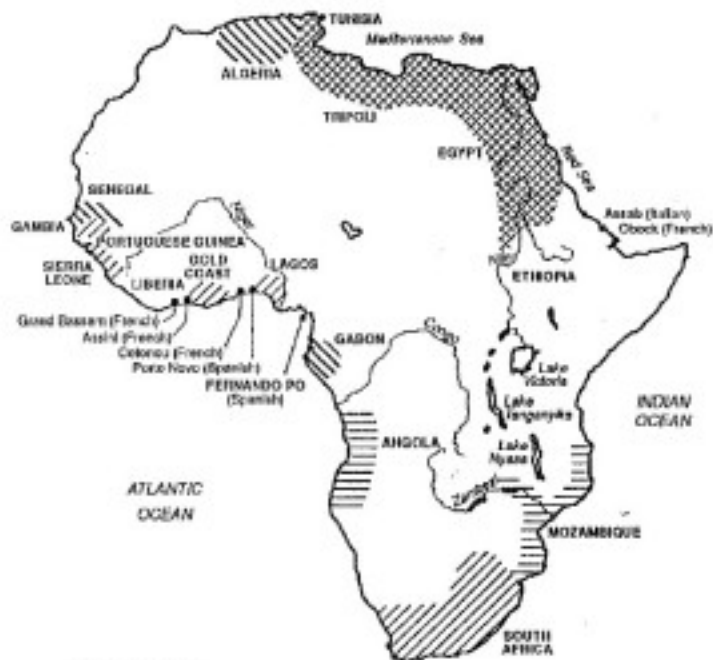 TUNISIA
Mediterranean Sea
ALGERIA
TRIPOLI
EGYPT
Red Sea
SENEGAL
Assab (Italian)
Obock (French)
GAMBIA
Niger
PORTUGUESE GUINEA
GOLD
COAST
LAGOS
SIERRA
LEONE
LIBERIA
ETHIOPIA
Grand Bassam (French)
Assini (French)
Cotonou (French)
Porto Novo (Spanish)
FERNANDO PO
(Spanish)
GABON
Congo
Lake
Victoria
Lake
Tanganyika
INDIAN
OCEAN
ANGOLA
Lake
Nyasa
Zambezi
ATLANTIC
OCEAN
MOZAMBIQUE
SOUTH
AFRICA